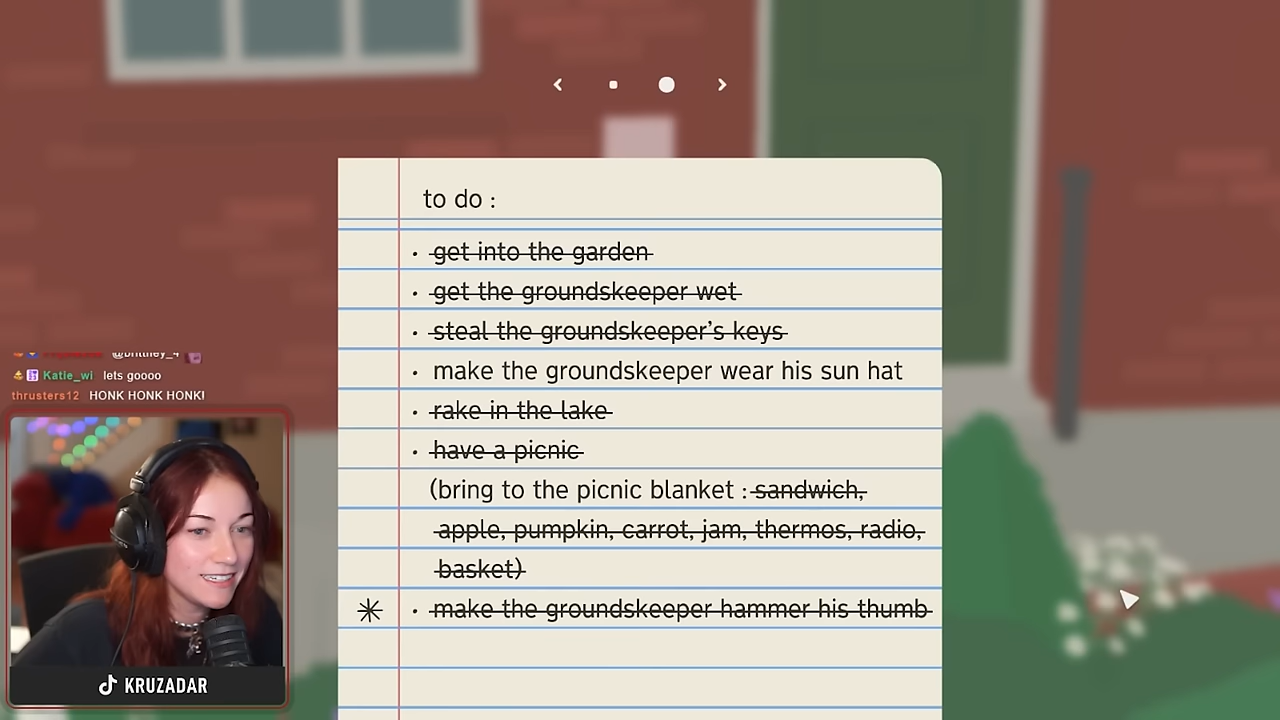 to do :
· get into the garden
· get the groundskeeper wet
· steal the groundskeeper's keys
· make the groundskeeper wear his sun hat
· rake in the lake
· have a picnic
(bring to the picnic blanket : sandwich,
apple, pumpkin, carrot, jam, thermos, radio,
basket)
· make the groundskeeper hammer his thumb
@brittney_4
Katie_wi lets goooo
thrusters12 HONK HONK HONK!
KRUZADAR